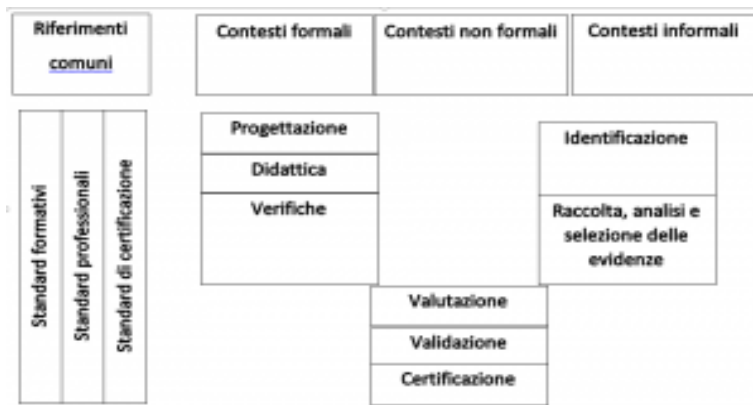 Riferimenti
comuni
Contesti formali
Contesti non formali
Contesti informali
Standard formativi
Standard professionali
Standard di certificazione
Progettazione
Didattica
Verifiche
Identificazione
Raccolta, analisi e
selezione delle
evidenze
Valutazione
Validazione
Certificazione